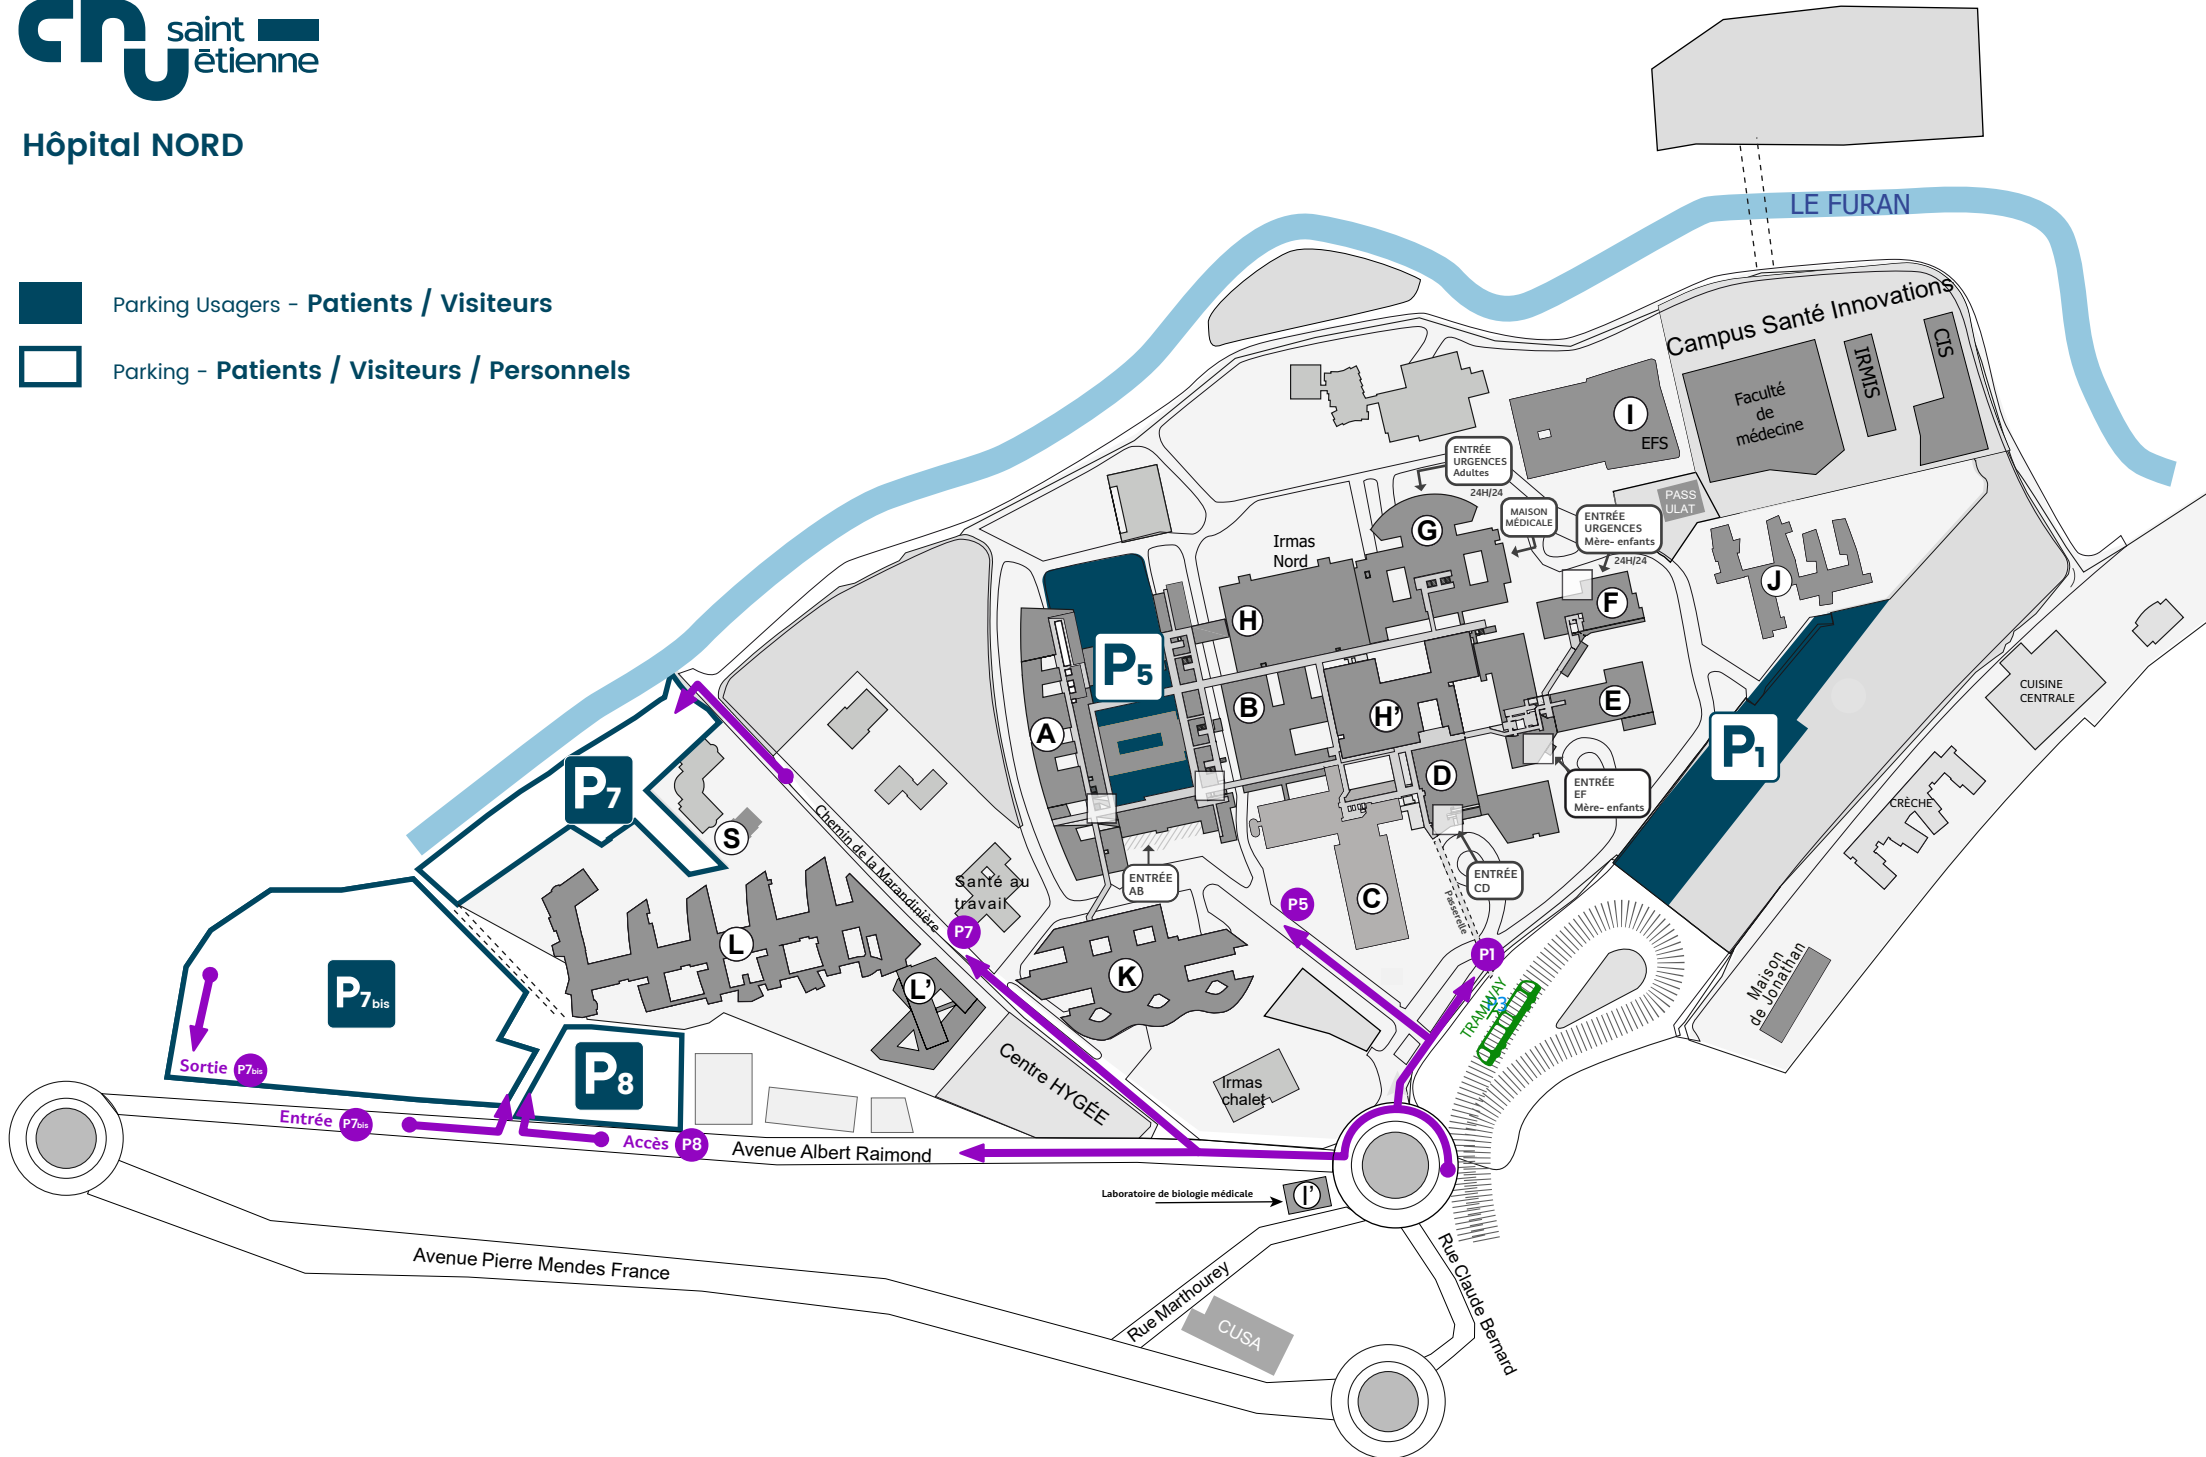 chu saint
étienne
Hôpital NORD
Parking Usagers - Patients / Visiteurs
Parking - Patients / Visiteurs / Personnels
LE FURAN
Campus Santé Innovations
CIS
IRMIS
Faculté
de
médecine
I
EFS
PASS
ULAT
ENTRÉE
URGENCES
Adultes
24H/24
MAISON
MÉDICALE
ENTRÉE
URGENCES
Mère- enfants
24H/24
G
Irmas
Nord
J
F
H
P5
E
B
H'
A
D
P1
CUISINE
CENTRALE
ENTRÉE
EF
Mère- enfants
CRÈCHE
P7
S
Chemin de la Marandinière
Santé au
travail
ENTRÉE
AB
ENTRÉE
CD
C
Passerelle
P5
P7
P1
L
L'
K
Maison
de Jonathan
TRAMWAY
P3
P7bis
Sortie P7bis
P8
Centre HYGÉE
Irmas
chalet
Entrée P7bis
Accès P8
Avenue Albert Raimond
Laboratoire de biologie médicale
I'
Avenue Pierre Mendes France
Rue Marthourey
Rue Claude Bernard
CUSA